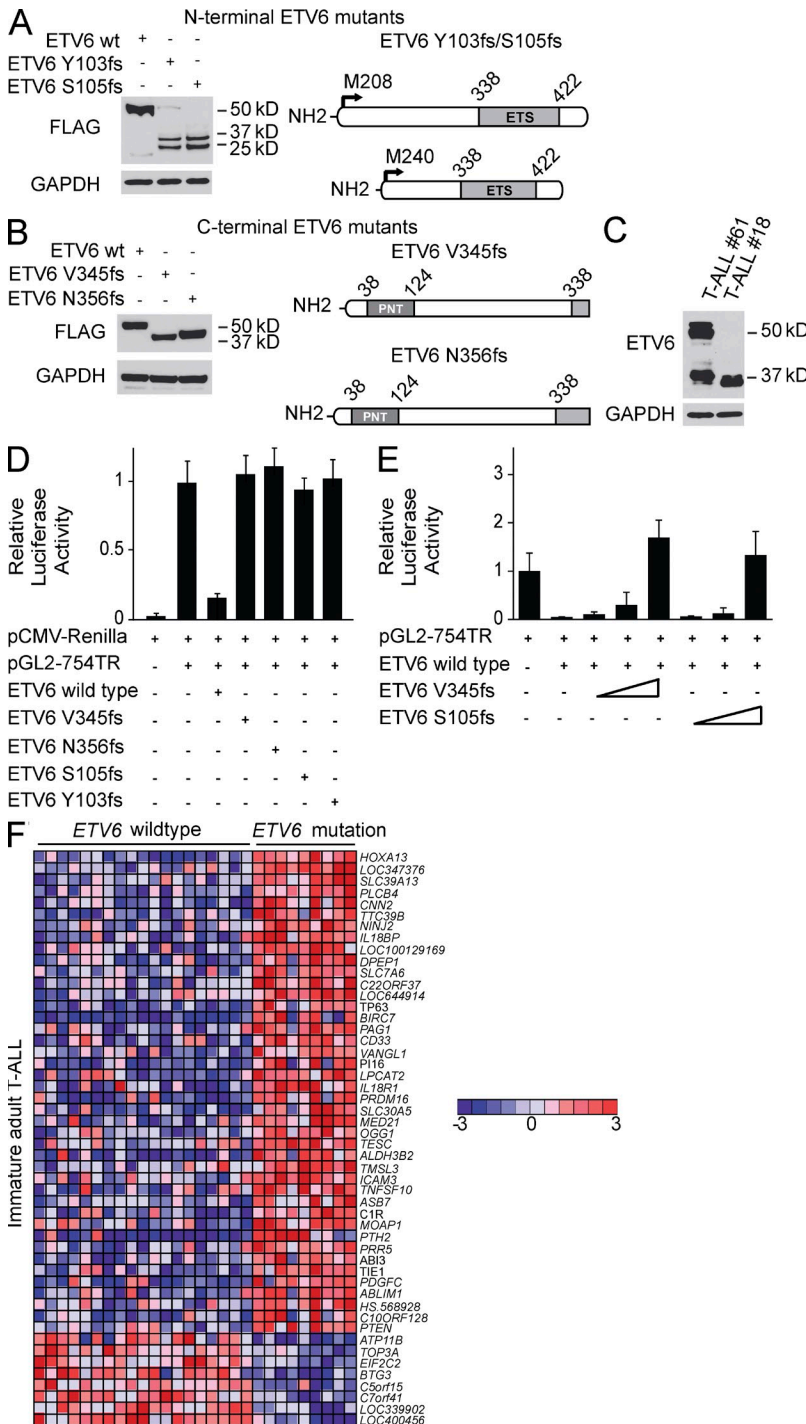 A
N-terminal ETV6 mutants
ETV6 wt + - -
ETV6 Y103fs - + -
ETV6 S105fs - - +
FLAG
50 kD
37 kD
25 kD
GAPDH
ETV6 Y103fs/S105fs
M208
338
422
NH2
ETS
M240
338
422
NH2
ETS
B
C-terminal ETV6 mutants
ETV6 wt + - -
ETV6 V345fs - + -
ETV6 N356fs - - +
FLAG
50 kD
37 kD
GAPDH
ETV6 V345fs
38
124
338
NH2
PNT
ETV6 N356fs
38
124
338
NH2
PNT
C
T-ALL #61
T-ALL #18
ETV6
50 kD
37 kD
GAPDH
D
Relative Luciferase Activity
1
0.5
0
pCMV-Renilla + + + + + + +
pGL2-754TR - + + + + + +
ETV6 wild type - - + - - - -
ETV6 V345fs - - - + - - -
ETV6 N356fs - - - - + - -
ETV6 S105fs - - - - - + -
ETV6 Y103fs - - - - - - +
E
Relative Luciferase Activity
3
2
1
0
pGL2-754TR + + + + + + + +
ETV6 wild type - + + + + + + +
ETV6 V345fs - - - - -
ETV6 S105fs - - - - - -
F
ETV6 wildtype
ETV6 mutation
Immature adult T-ALL
HOXA13
LOC347376
SLC39A13
PLCB4
CNN2
TTC39B
NINJ2
IL18BP
LOC100129169
DPEP1
SLC7A6
C22ORF37
LOC644914
TP63
BIRC7
PAG1
CD33
VANGL1
PI16
LPCAT2
IL18R1
PRDM16
SLC30A5
MED21
OGG1
TESC
ALDH3B2
TMSL3
ICAM3
TNFSF10
ASB7
C1R
MOAP1
PTH2
PRR5
ABI3
TIE1
PDGFC
ABLIM1
HS.568928
C10ORF128
PTEN
ATP11B
TOP3A
EIF2C2
BTG3
C5orf15
C7orf41
LOC339902
LOC400456
-3 0 3